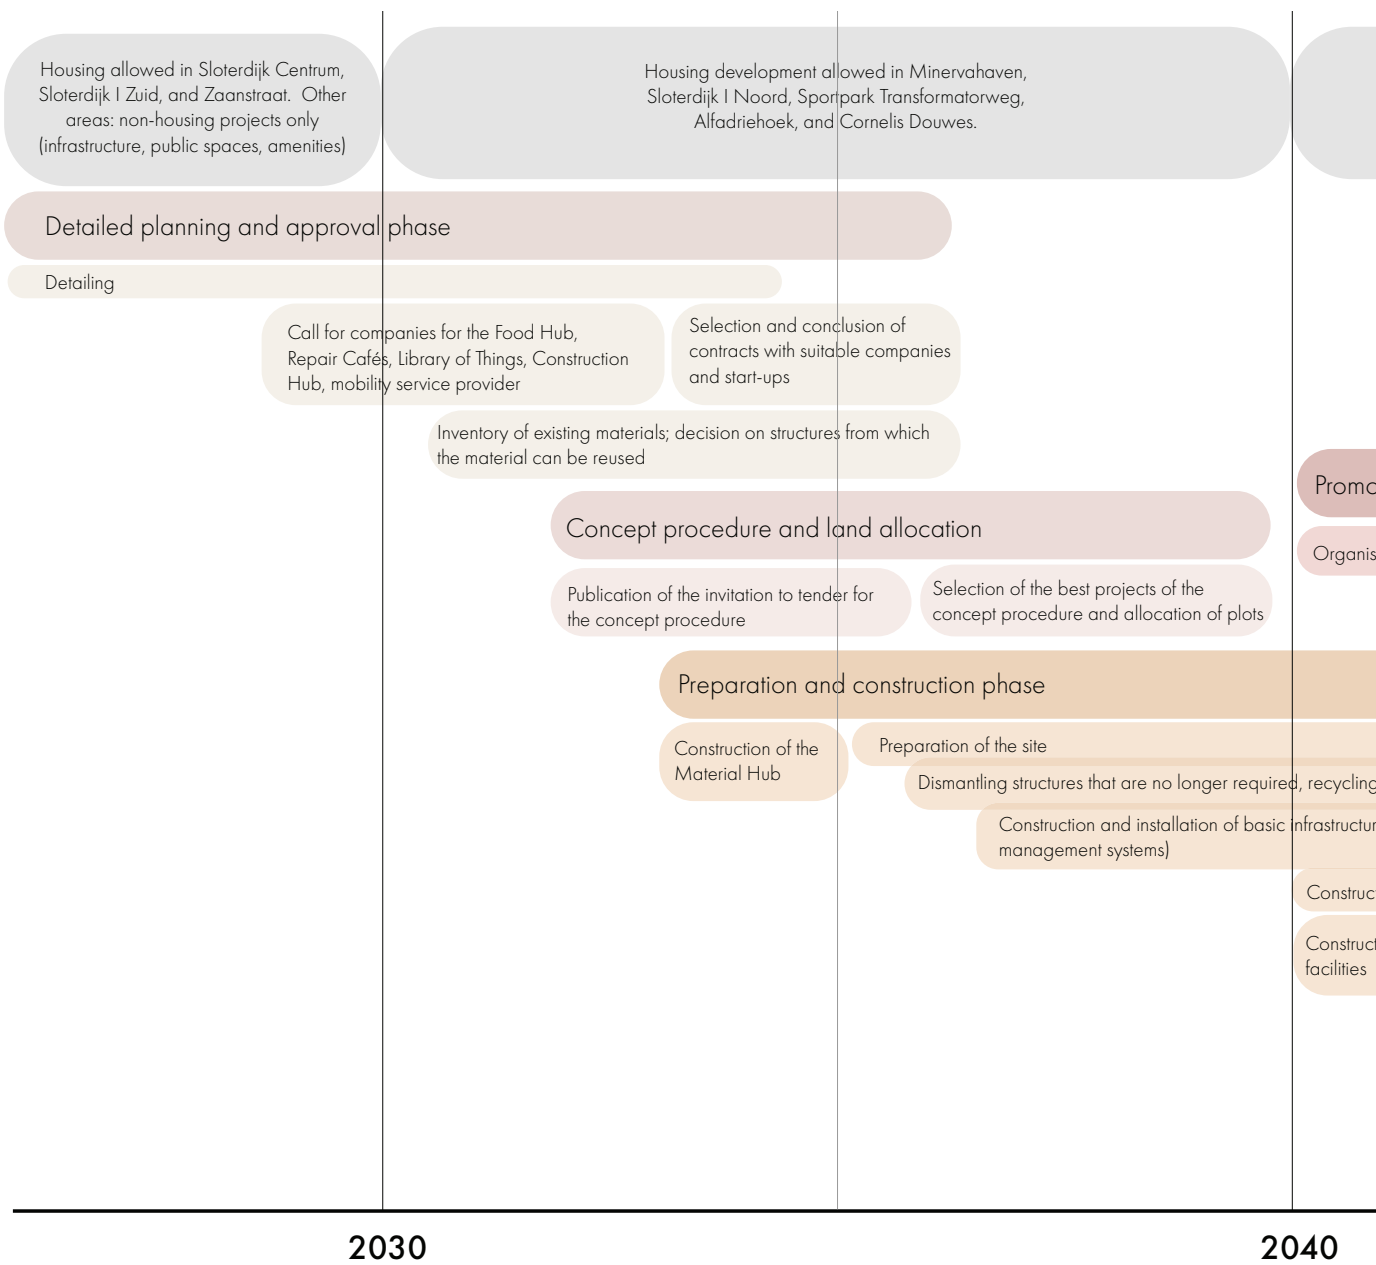 Housing allowed in Sloterdijk Centrum,
Sloterdijk I Zuid, and Zaanstraat.  Other
areas: non-housing projects only
(infrastructure, public spaces, amenities)
Housing development allowed in Minervahaven,
Sloterdijk I Noord, Sportpark Transformatorweg,
Alfadriehoek, and Cornelis Douwes.
Detailed planning and approval phase
Detailing
Call for companies for the Food Hub,
Repair Cafés, Library of Things, Construction
Hub, mobility service provider
Selection and conclusion of
contracts with suitable companies
and start-ups
Inventory of existing materials; decision on structures from which
the material can be reused
Promo
Organis
Concept procedure and land allocation
Publication of the invitation to tender for
the concept procedure
Selection of the best projects of the
concept procedure and allocation of plots
Preparation and construction phase
Construction of the
Material Hub
Preparation of the site
Dismantling structures that are no longer required, recycling
Construction and installation of basic infrastructur
management systems)
Construc
Construct
facilities
2030
2040